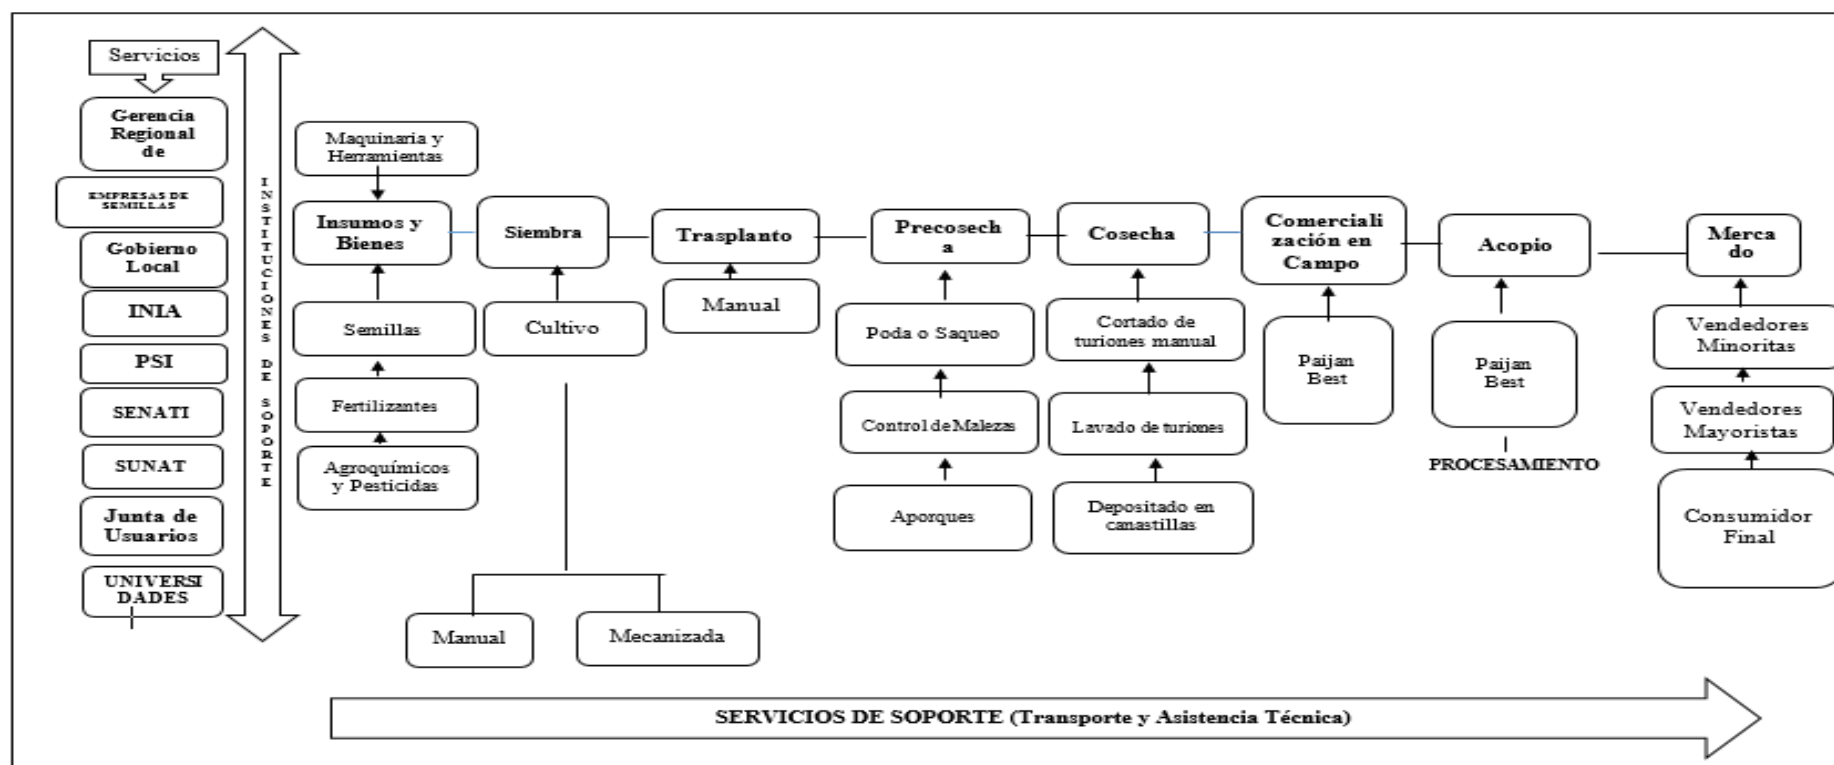 Servicios
Gerencia
Regional
de
EMPRESAS DE
SEMILLAS
Gobierno
Local
INIA
PSI
SENATI
SUNAT
Junta de
Usuarios
UNIVERSI
DADES
INSTITUCIONES DE SOPORTE
Maquinaria y
Herramientas
Insumos y
Bienes
Semillas
Fertilizantes
Agroquímicos
y Pesticidas
Siembra
Cultivo
Manual
Mecanizada
Trasplanto
Manual
Precosech
a
Poda o Saqueo
Control de Malezas
Aporques
Cosecha
Cortado de
turiones manual
Lavado de turiones
Depositado en
canastillas
Comerciali
zación en
Campo
Paijan
Best
Acopio
Paijan
Best
PROCESAMIENTO
Merca
do
Vendedores
Minoritas
Vendedores
Mayoristas
Consumidor
Final
SERVICIOS DE SOPORTE (Transporte y Asistencia Técnica)